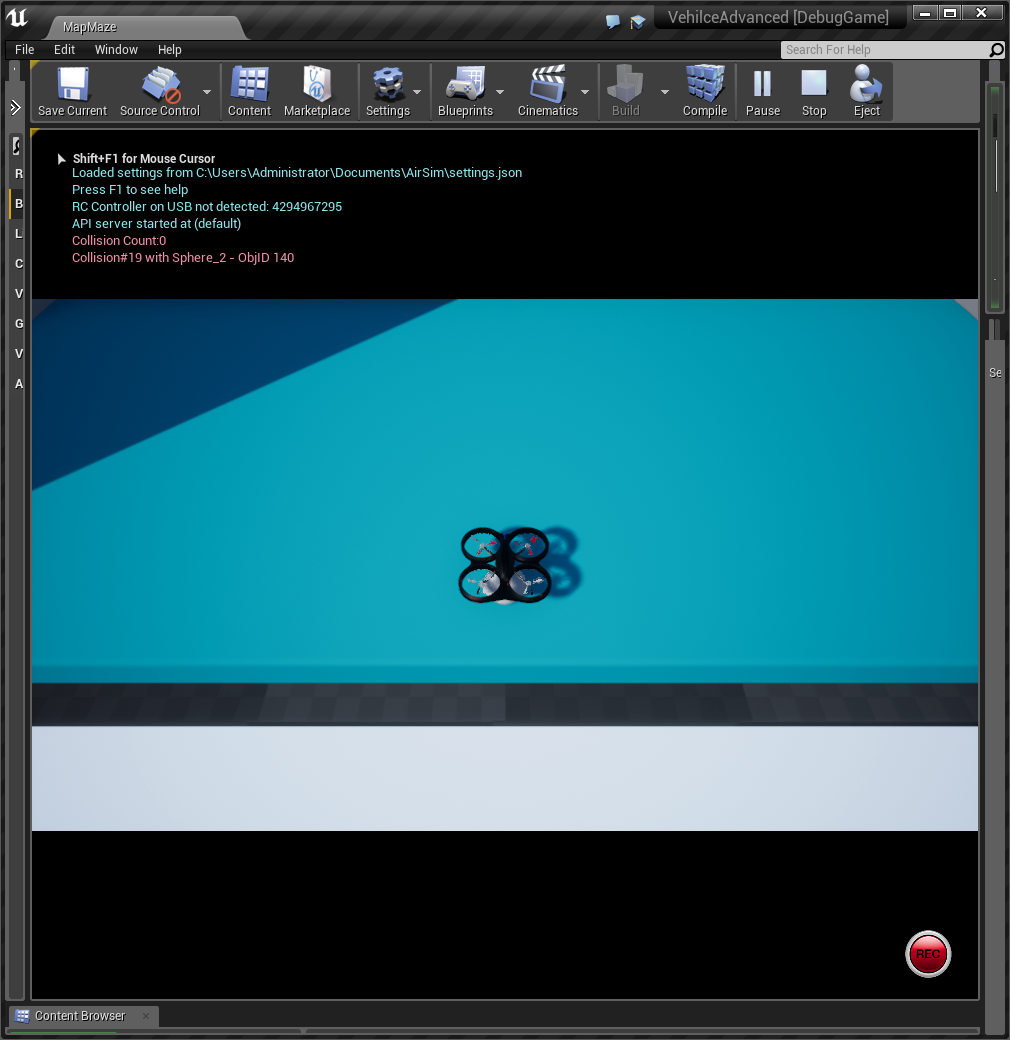 MapMaze
VehilceAdvanced [DebugGame]
File Edit Window Help
Search For Help
Save Current
Source Control
Content
Marketplace
Settings
Blueprints
Cinematics
Build
Compile
Pause
Stop
Eject
Shift+F1 for Mouse Cursor
Loaded settings from C:\Users\Administrator\Documents\AirSim\settings.json
Press F1 to see help
RC Controller on USB not detected: 4294967295
API server started at (default)
Collision Count:0
Collision#19 with Sphere_2 - ObjID 140
R
B
L
C
V
G
V
A
Se
REC
Content Browser